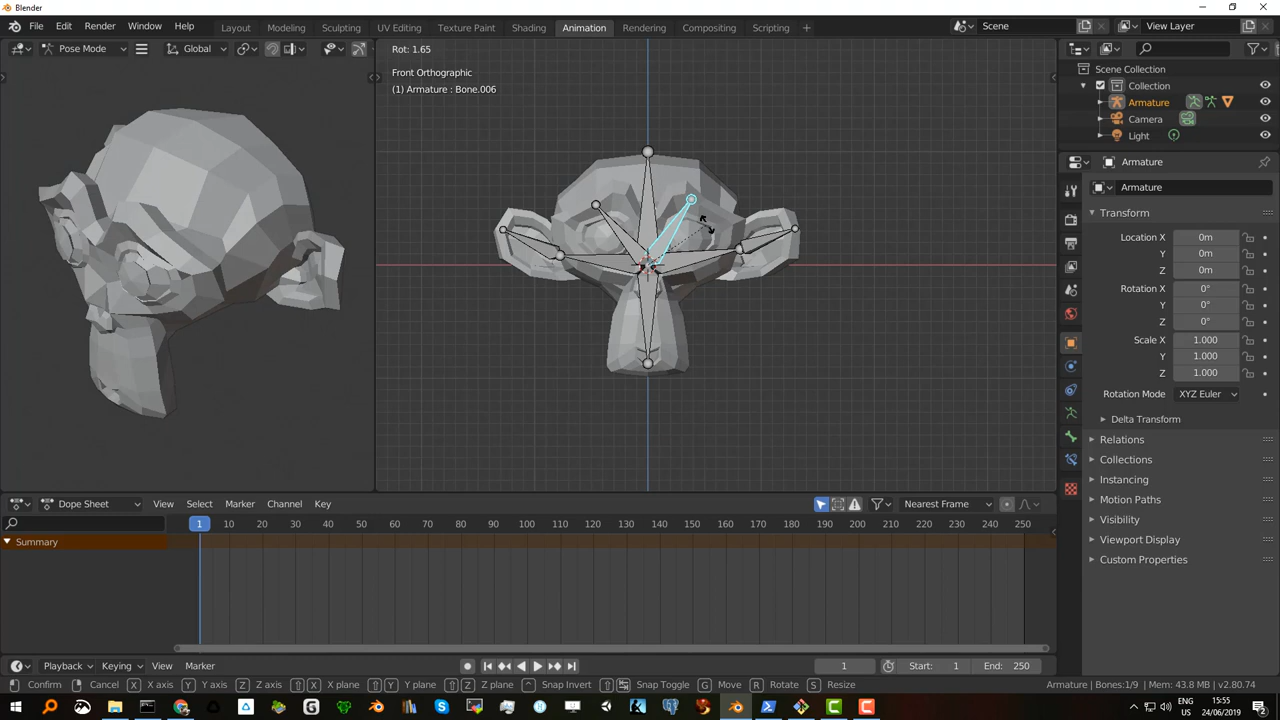 Blender
File Edit Render Window Help Layout Modeling Sculpting UV Editing Texture Paint Shading Animation Rendering Compositing Scripting + Scene View Layer
Pose Mode Global
Rot: 1.65
Front Orthographic
(1) Armature : Bone.006
Scene Collection
Collection
Armature
Camera
Light
Armature
Armature
Transform
Location X 0m
Y 0m
Z 0m
Rotation X 0°
Y 0°
Z 0°
Scale X 1.000
Y 1.000
Z 1.000
Rotation Mode XYZ Euler
Delta Transform
Relations
Collections
Instancing
Motion Paths
Visibility
Viewport Display
Custom Properties
Dope Sheet View Select Marker Channel Key Nearest Frame
1 10 20 30 40 50 60 70 80 90 100 110 120 130 140 150 160 170 180 190 200 210 220 230 240 250
Summary
Playback Keying View Marker 1 Start: 1 End: 250
Confirm Cancel X X axis Y Y axis Z Z axis X X plane Y Y plane Z Z plane Snap Invert Snap Toggle G Move R Rotate S Resize Armature | Bones:1/9 | Mem: 43.8 MB | v2.80.74
ENG 15:55
US 24/06/2019